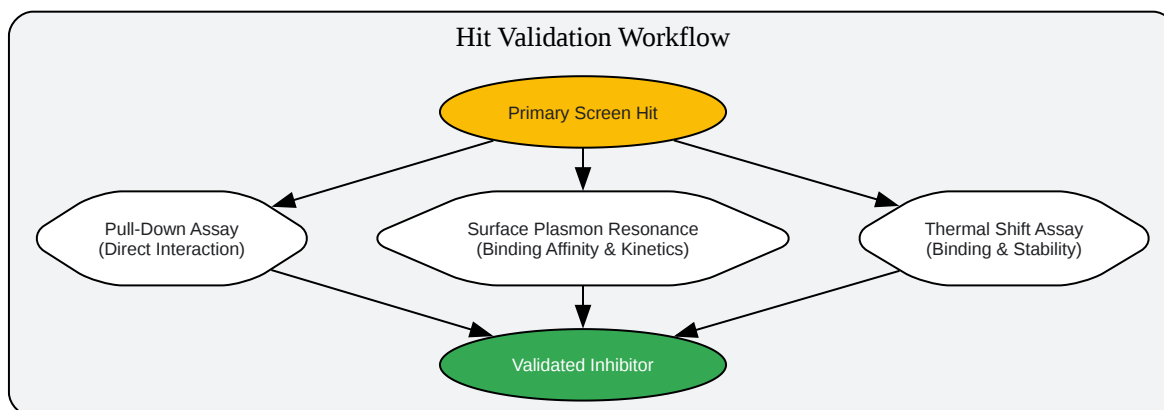 Hit Validation Workflow
Primary Screen Hit
Pull-Down Assay
(Direct Interaction)
Surface Plasmon Resonance
(Binding Affinity & Kinetics)
Thermal Shift Assay
(Binding & Stability)
Validated Inhibitor